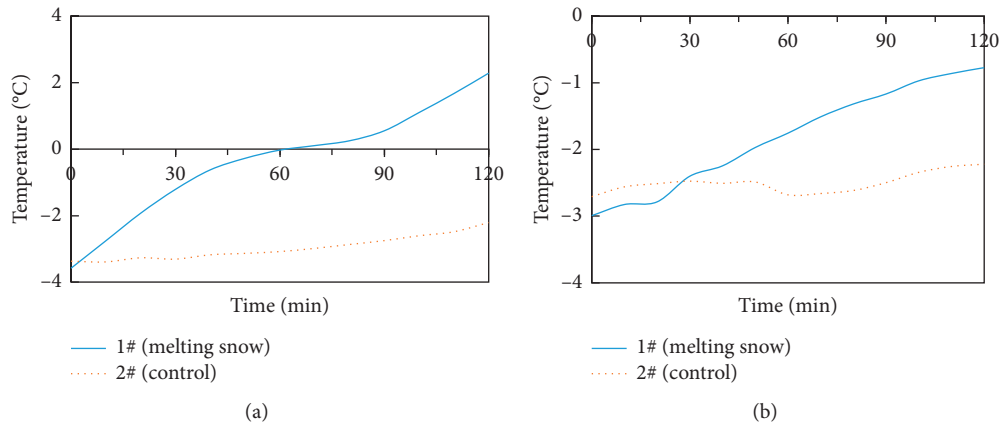 4
2
0
−2
−4
0
30
60
90
120
Temperature (°C)
Time (min)
1# (melting snow)
2# (control)
(a)
0
−1
−2
−3
−4
0
30
60
90
120
Temperature (°C)
Time (min)
1# (melting snow)
2# (control)
(b)